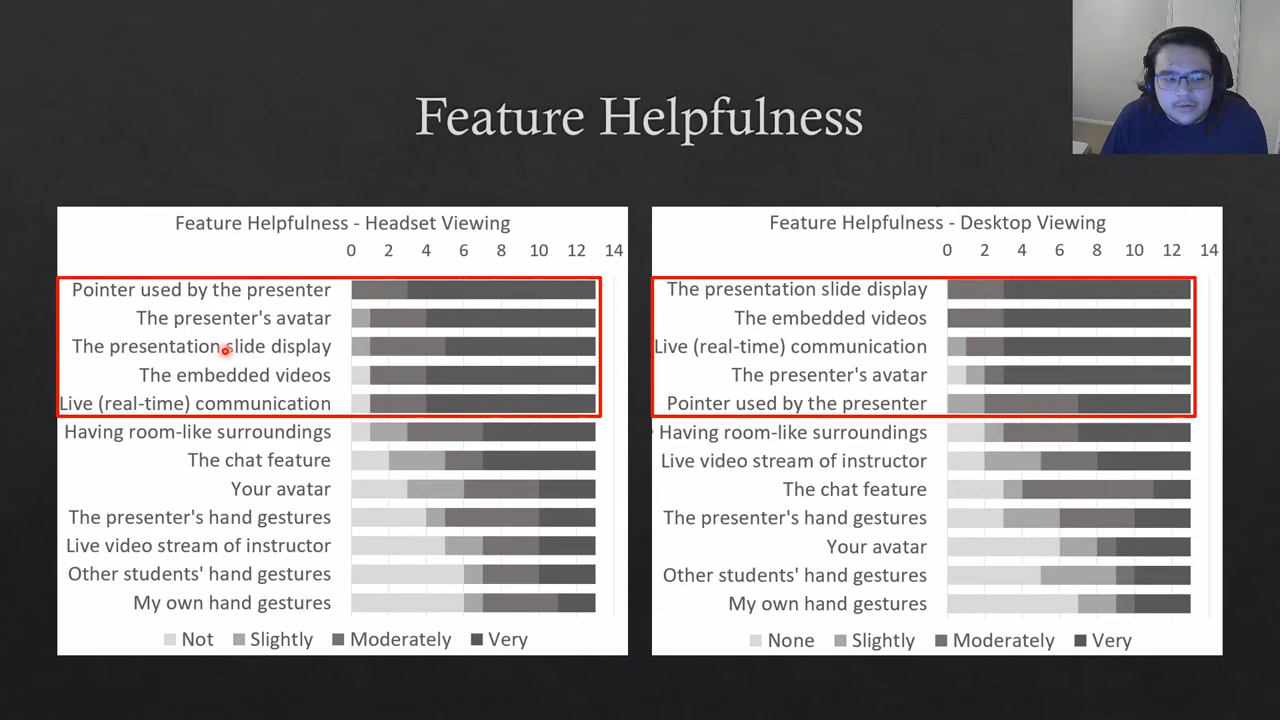 Feature Helpfulness
Feature Helpfulness - Headset Viewing
0 2 4 6 8 10 12 14
Pointer used by the presenter
The presenter's avatar
The presentation slide display
The embedded videos
Live (real-time) communication
Having room-like surroundings
The chat feature
Your avatar
The presenter's hand gestures
Live video stream of instructor
Other students' hand gestures
My own hand gestures
Not Slightly Moderately Very
Feature Helpfulness - Desktop Viewing
0 2 4 6 8 10 12 14
The presentation slide display
The embedded videos
Live (real-time) communication
The presenter's avatar
Pointer used by the presenter
Having room-like surroundings
Live video stream of instructor
The chat feature
The presenter's hand gestures
Your avatar
Other students' hand gestures
My own hand gestures
None Slightly Moderately Very